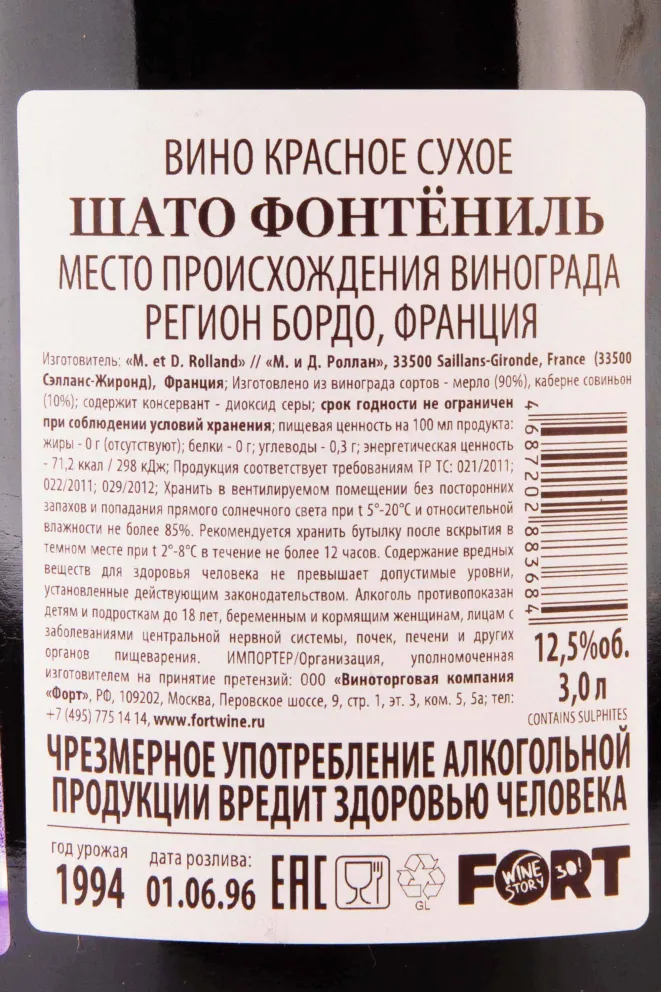 ВИНО КРАСНОЕ СУХОЕ
ШАТО ФОНТЁНИЛЬ
МЕСТО ПРОИСХОЖДЕНИЯ ВИНОГРАДА
РЕГИОН БОРДО, ФРАНЦИЯ
Изготовитель: «M. et D. Rolland» // «М. и Д. Роллан», 33500 Saillans-Gironde, France (33500
Сэлланс-Жиронд), Франция; Изготовлено из винограда сортов - мерло (90%), каберне совиньон
(10%); содержит консервант - диоксид серы; срок годности не ограничен
при соблюдении условий хранения; пищевая ценность на 100 мл продукта:
жиры - 0 г (отсутствуют); белки - 0 г; углеводы - 0,3 г; энергетическая ценность
- 71,2 ккал / 298 кДж; Продукция соответствует требованиям ТР ТС: 021/2011;
022/2011; 029/2012; Хранить в вентилируемом помещении без посторонних
запахов и попадания прямого солнечного света при t 5°-20°С и относительной
влажности не более 85%. Рекомендуется хранить бутылку после вскрытия в
темном месте при t 2°-8°С в течение не более 12 часов. Содержание вредных
веществ для здоровья человека не превышает допустимые уровни,
установленные действующим законодательством. Алкоголь противопоказан
детям и подросткам до 18 лет, беременным и кормящим женщинам, лицам с
заболеваниями центральной нервной системы, почек, печени и других
органов пищеварения. ИМПОРТЕР/Организация, уполномоченная
изготовителем на принятие претензий: ООО «Виноторговая компания
«Форт», РФ, 109202, Москва, Перовское шоссе, 9, стр. 1, эт. 3, ком. 5, 5а; тел:
+7 (495) 775 14 14, www.fortwine.ru
4 687202 883684
12,5%об.
3,0 л
CONTAINS SULPHITES
ЧРЕЗМЕРНОЕ УПОТРЕБЛЕНИЕ АЛКОГОЛЬНОЙ
ПРОДУКЦИИ ВРЕДИТ ЗДОРОВЬЮ ЧЕЛОВЕКА
год урожая
1994
дата розлива:
01.06.96
EAC
GL
FORT
WINE
STORY
30!